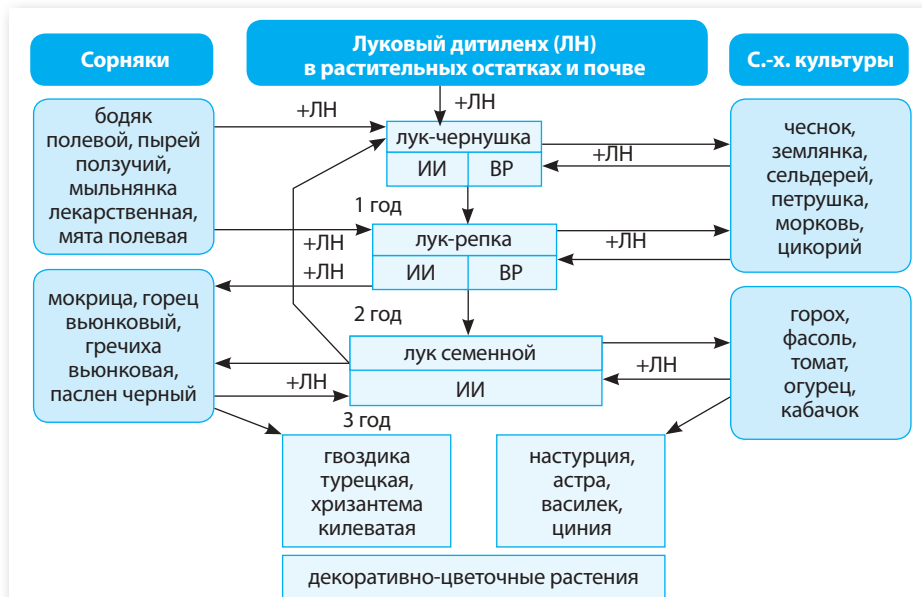 Сорняки
Луковый дитиленх (ЛН)
в растительных остатках и почве
С.-х. культуры
+ЛН
+ЛН
бодяк
полевой, пырей
ползучий,
мыльнянка
лекарственная,
мята полевая
лук-чернушка
ИИ
ВР
+ЛН
чеснок,
землянка,
сельдерей,
петрушка,
морковь,
цикорий
1 год
+ЛН
лук-репка
ИИ
ВР
+ЛН
+ЛН
мокрица, горец
вьюнковый,
гречиха
вьюнковая,
паслен черный
2 год
лук семенной
ИИ
+ЛН
+ЛН
горох,
фасоль,
томат,
огурец,
кабачок
3 год
гвоздика
турецкая,
хризантема
килеватая
настурция,
астра,
василек,
циния
декоративно-цветочные растения